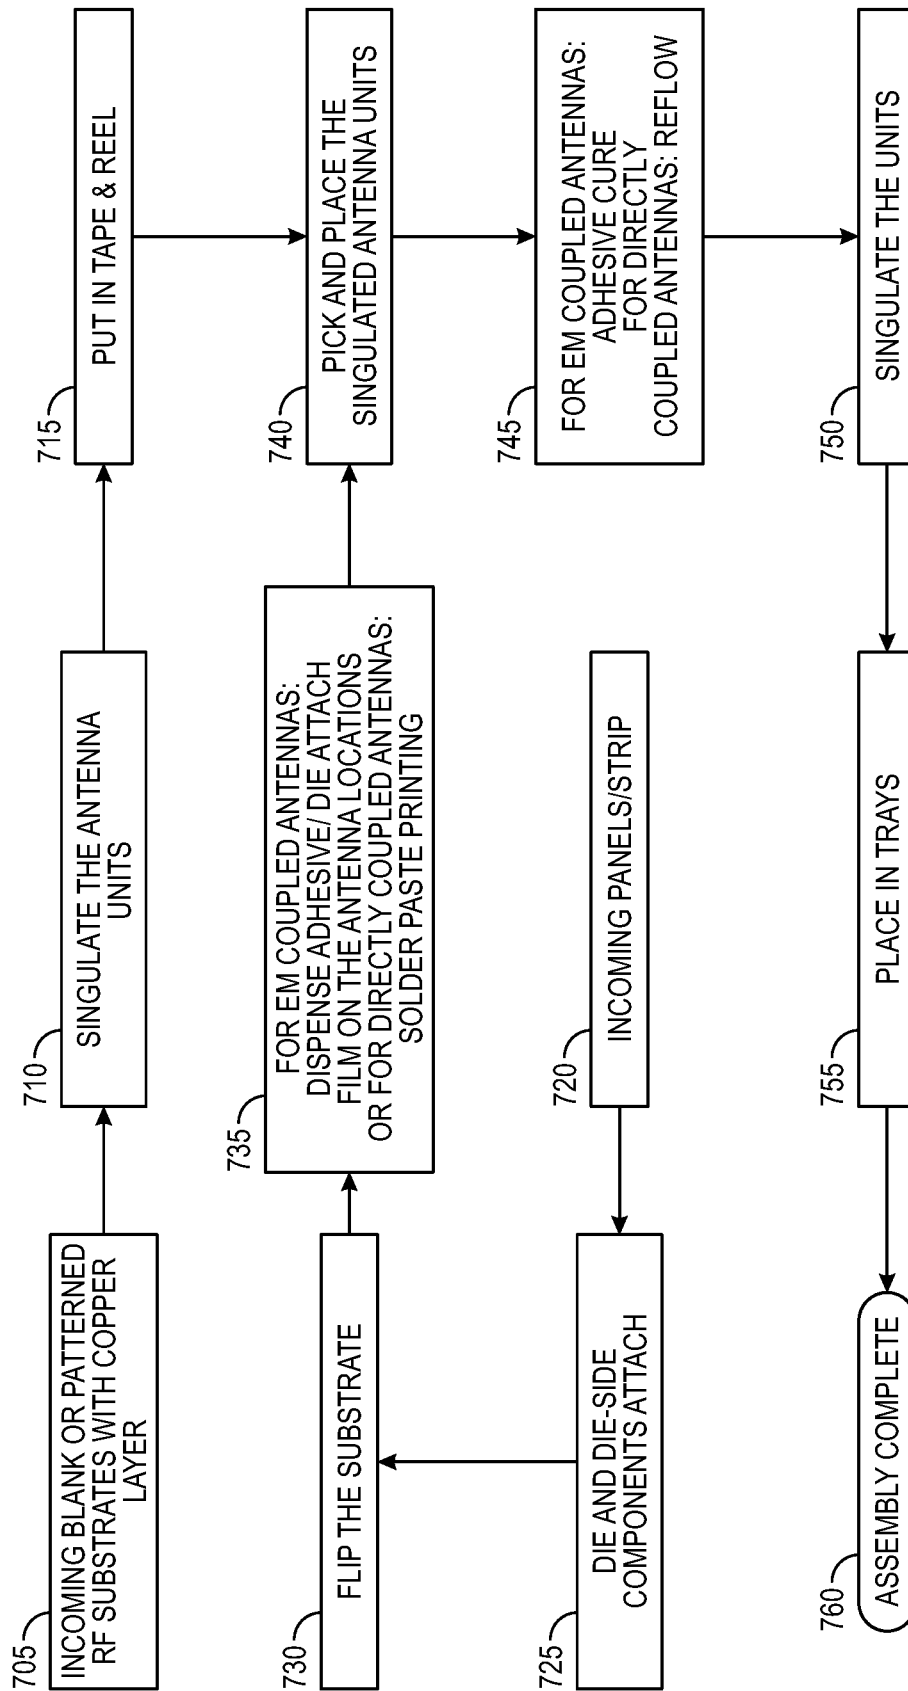 705
INCOMING BLANK OR PATTERNED
RF SUBSTRATES WITH COPPER
LAYER
710
SINGULATE THE ANTENNA
UNITS
715
PUT IN TAPE & REEL
730
FLIP THE SUBSTRATE
735
FOR EM COUPLED ANTENNAS:
DISPENSE ADHESIVE/ DIE ATTACH
FILM ON THE ANTENNA LOCATIONS
OR FOR DIRECTLY COUPLED ANTENNAS:
SOLDER PASTE PRINTING
740
PICK AND PLACE THE
SINGULATED ANTENNA UNITS
725
DIE AND DIE-SIDE
COMPONENTS ATTACH
720
INCOMING PANELS/STRIP
745
FOR EM COUPLED ANTENNAS:
ADHESIVE CURE
FOR DIRECTLY
COUPLED ANTENNAS: REFLOW
760
ASSEMBLY COMPLETE
755
PLACE IN TRAYS
750
SINGULATE THE UNITS